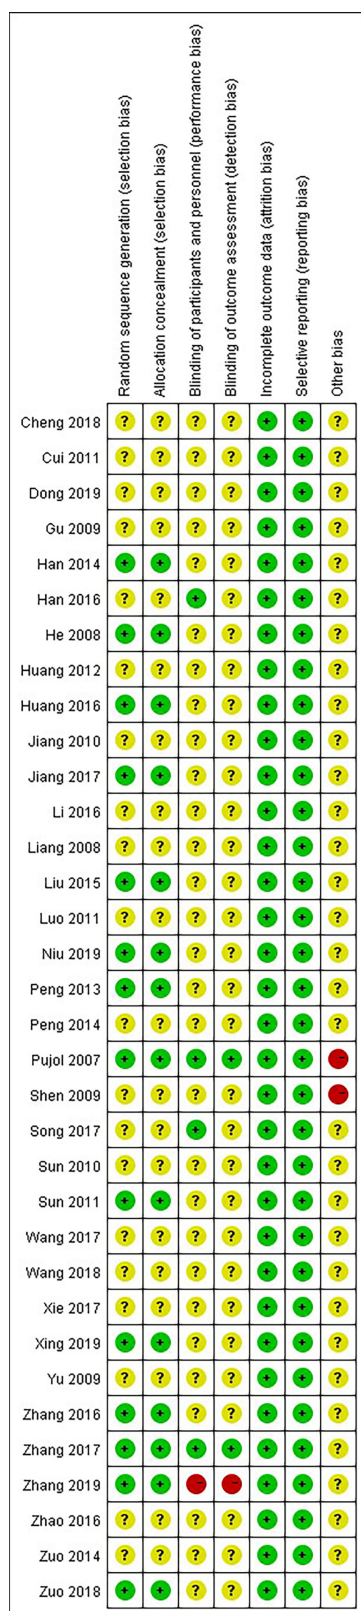 Random sequence generation (selection bias)
Allocation concealment (selection bias)
Blinding of participants and personnel (performance bias)
Blinding of outcome assessment (detection bias)
Incomplete outcome data (attrition bias)
Selective reporting (reporting bias)
Other bias
Cheng 2018 ? ? ? ? + + ?
Cui 2011 ? ? ? ? + + ?
Dong 2019 ? ? ? ? + + ?
Gu 2009 ? ? ? ? + + ?
Han 2014 + + ? ? + + ?
Han 2016 ? ? + ? + + ?
He 2008 + + ? ? + + ?
Huang 2012 ? ? ? ? + + ?
Huang 2016 + + ? ? + + ?
Jiang 2010 ? ? ? ? + + ?
Jiang 2017 + + ? ? + + ?
Li 2016 ? ? ? ? + + ?
Liang 2008 ? ? ? ? + + ?
Liu 2015 + + ? ? + + ?
Luo 2011 ? ? ? ? + + ?
Niu 2019 + + ? ? + + ?
Peng 2013 + + ? ? + + ?
Peng 2014 ? ? ? ? + + ?
Pujol 2007 + + + + + + -
Shen 2009 ? ? ? ? + + -
Song 2017 ? ? + ? + + ?
Sun 2010 ? ? ? ? + + ?
Sun 2011 + + ? ? + + ?
Wang 2017 ? ? ? ? + + ?
Wang 2018 ? ? ? ? + + ?
Xie 2017 ? ? ? ? + + ?
Xing 2019 + + ? ? + + ?
Yu 2009 ? ? ? ? + + ?
Zhang 2016 + + ? ? + + ?
Zhang 2017 + + + + + + ?
Zhang 2019 + + - - + + ?
Zhao 2016 ? ? ? ? + + ?
Zuo 2014 ? ? ? ? + + ?
Zuo 2018 + + ? ? + + ?